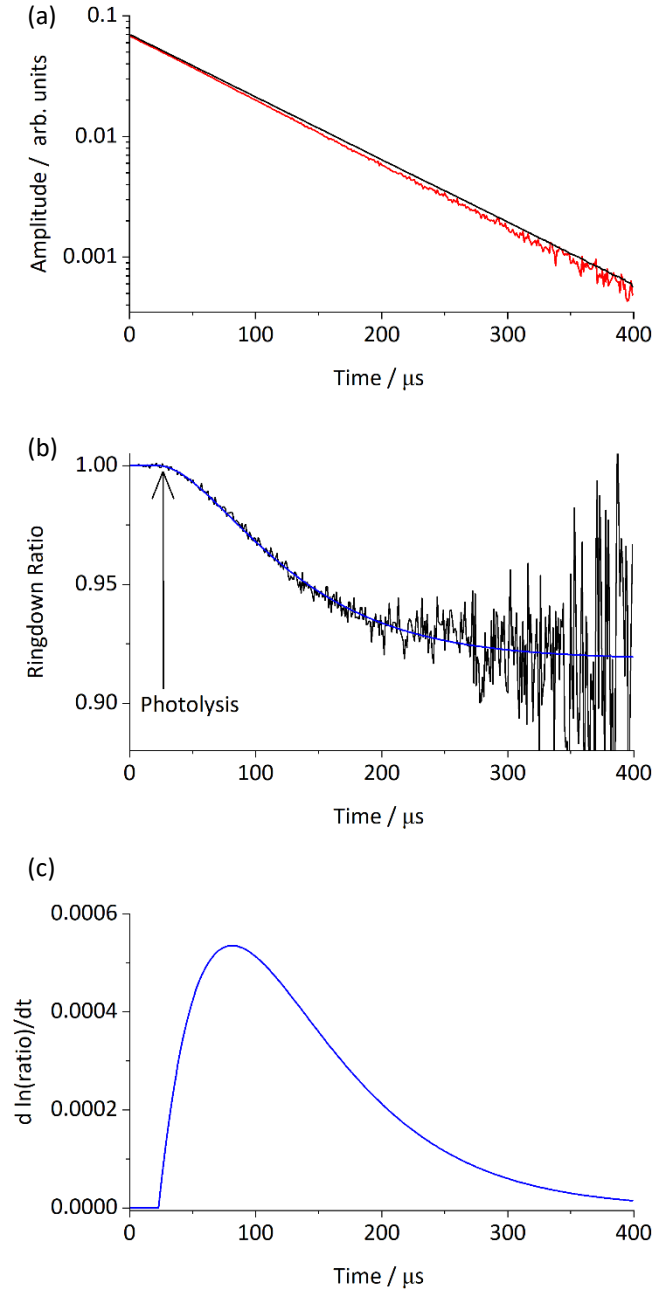 (a)
0.1
0.01
0.001
Amplitude / arb. units
0 100 200 300 400
Time / μs
(b)
1.00
0.95
0.90
Ringdown Ratio
Photolysis
0 100 200 300 400
Time / μs
(c)
0.0006
0.0004
0.0002
0.0000
d ln(ratio)/dt
0 100 200 300 400
Time / μs